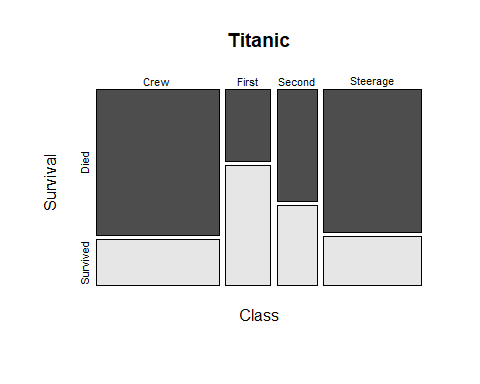 Titanic
Crew First Second Steerage
Survival
Died
Survived
Class